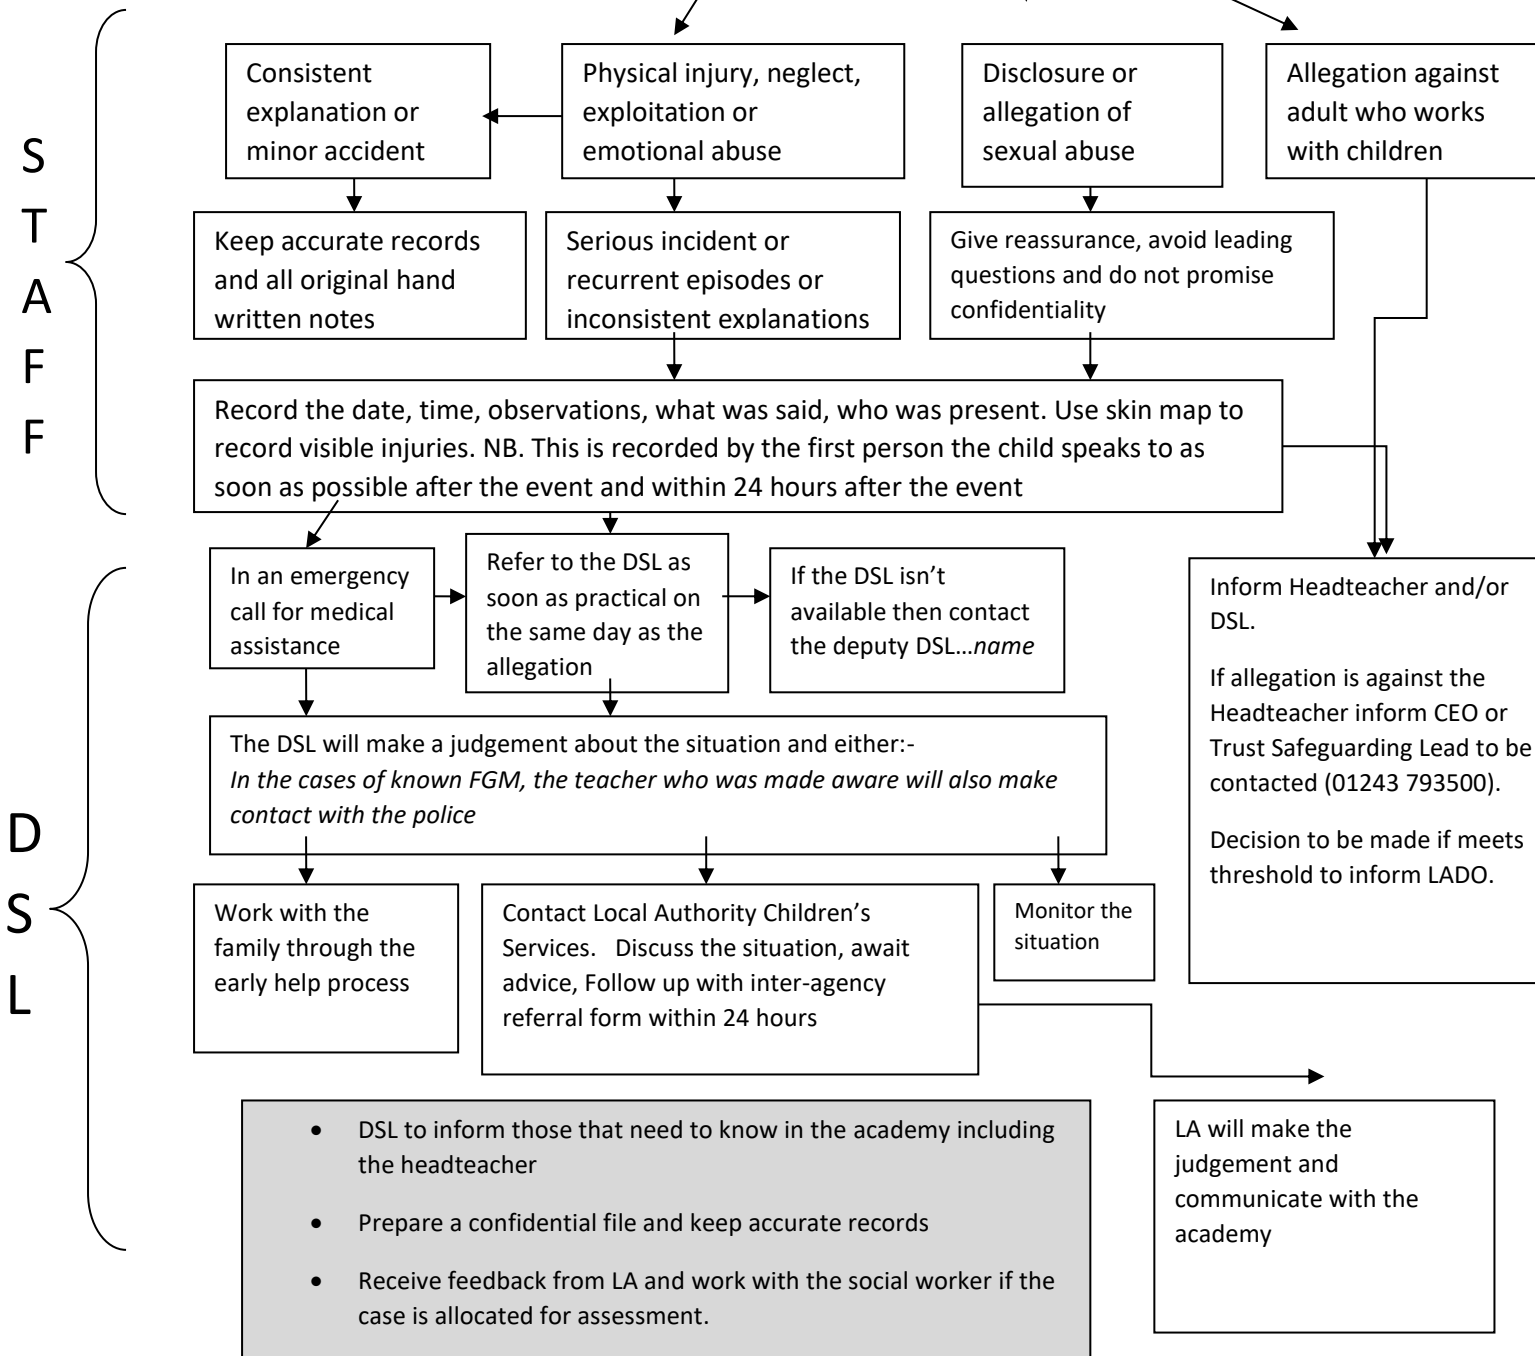 Consistent
explanation or
minor accident
Physical injury, neglect,
exploitation or
emotional abuse
Disclosure or
allegation of
sexual abuse
Allegation against
adult who works
with children
S
T
A
F
F
Keep accurate records
and all original hand
written notes
Serious incident or
recurrent episodes or
inconsistent explanations
Give reassurance, avoid leading
questions and do not promise
confidentiality
Record the date, time, observations, what was said, who was present. Use skin map to
record visible injuries. NB. This is recorded by the first person the child speaks to as
soon as possible after the event and within 24 hours after the event
In an emergency
call for medical
assistance
Refer to the DSL as
soon as practical on
the same day as the
allegation
If the DSL isn’t
available then contact
the deputy DSL…name
Inform Headteacher and/or
DSL.
If allegation is against the
Headteacher inform CEO or
Trust Safeguarding Lead to be
contacted (01243 793500).
Decision to be made if meets
threshold to inform LADO.
D
S
L
The DSL will make a judgement about the situation and either:-
In the cases of known FGM, the teacher who was made aware will also make
contact with the police
Work with the
family through the
early help process
Contact Local Authority Children’s
Services.   Discuss the situation, await
advice, Follow up with inter-agency
referral form within 24 hours
Monitor the
situation
• DSL to inform those that need to know in the academy including
the headteacher
• Prepare a confidential file and keep accurate records
• Receive feedback from LA and work with the social worker if the
case is allocated for assessment.
LA will make the
judgement and
communicate with the
academy